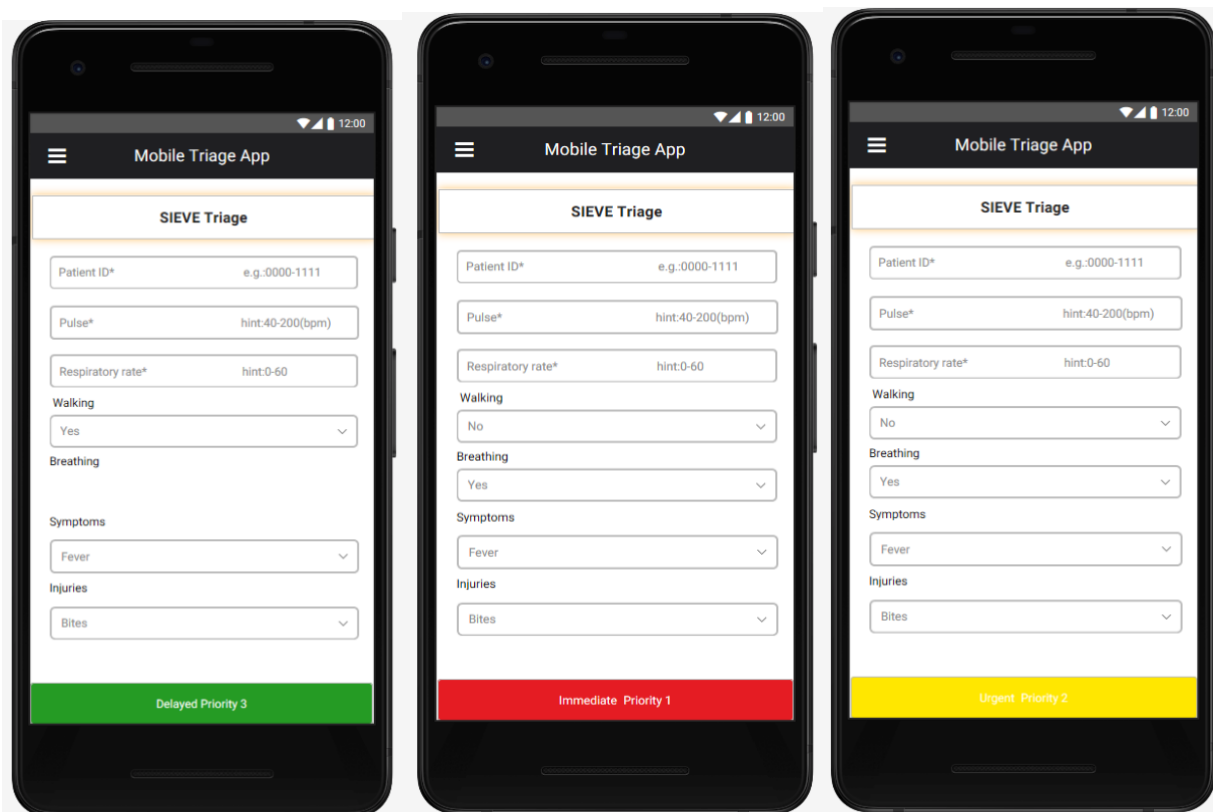 12:00
Mobile Triage App
SIEVE Triage
Patient ID* e.g.:0000-1111
Pulse* hint:40-200(bpm)
Respiratory rate* hint:0-60
Walking
Yes
Breathing
Symptoms
Fever
Injuries
Bites
Delayed Priority 3
12:00
Mobile Triage App
SIEVE Triage
Patient ID* e.g.:0000-1111
Pulse* hint:40-200(bpm)
Respiratory rate* hint:0-60
Walking
No
Breathing
Yes
Symptoms
Fever
Injuries
Bites
Immediate Priority 1
12:00
Mobile Triage App
SIEVE Triage
Patient ID* e.g.:0000-1111
Pulse* hint:40-200(bpm)
Respiratory rate* hint:0-60
Walking
No
Breathing
Yes
Symptoms
Fever
Injuries
Bites
Urgent Priority 2